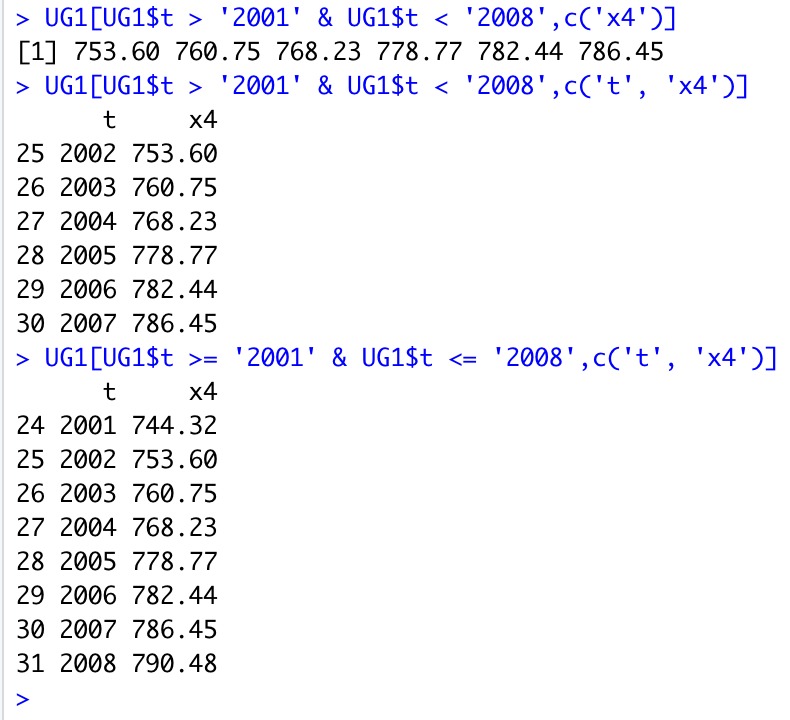 > UG1[UG1$t > '2001' & UG1$t < '2008',c('x4')]
[1] 753.60 760.75 768.23 778.77 782.44 786.45
> UG1[UG1$t > '2001' & UG1$t < '2008',c('t', 'x4')]
      t     x4
25 2002 753.60
26 2003 760.75
27 2004 768.23
28 2005 778.77
29 2006 782.44
30 2007 786.45
> UG1[UG1$t >= '2001' & UG1$t <= '2008',c('t', 'x4')]
      t     x4
24 2001 744.32
25 2002 753.60
26 2003 760.75
27 2004 768.23
28 2005 778.77
29 2006 782.44
30 2007 786.45
31 2008 790.48
>